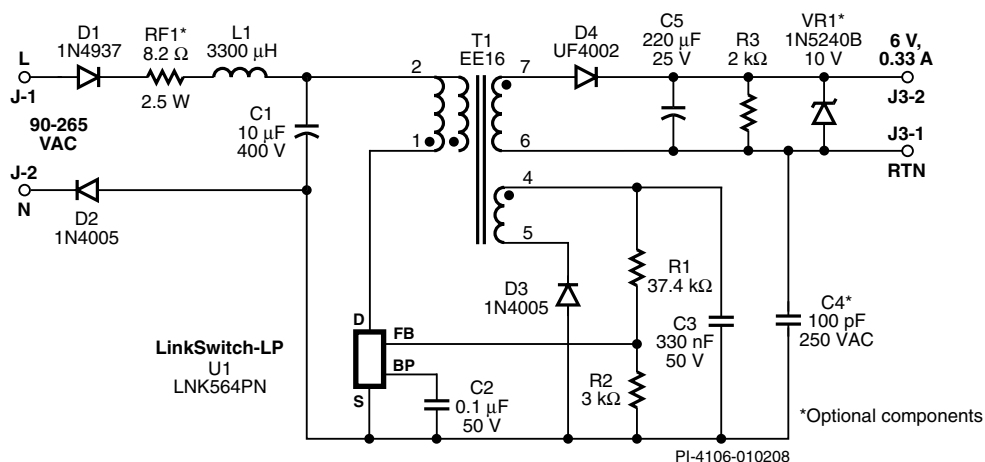 D1
1N4937
RF1*
8.2 Ω
2.5 W
L1
3300 μH
L
J-1
90-265
VAC
J-2
N
D2
1N4005
C1
10 μF
400 V
T1
EE16
2
1
7
6
4
5
D4
UF4002
C5
220 μF
25 V
R3
2 kΩ
VR1*
1N5240B
10 V
6 V,
0.33 A
J3-2
J3-1
RTN
D3
1N4005
R1
37.4 kΩ
C3
330 nF
50 V
R2
3 kΩ
C4*
100 pF
250 VAC
LinkSwitch-LP
U1
LNK564PN
D
FB
BP
S
C2
0.1 μF
50 V
*Optional components
PI-4106-010208